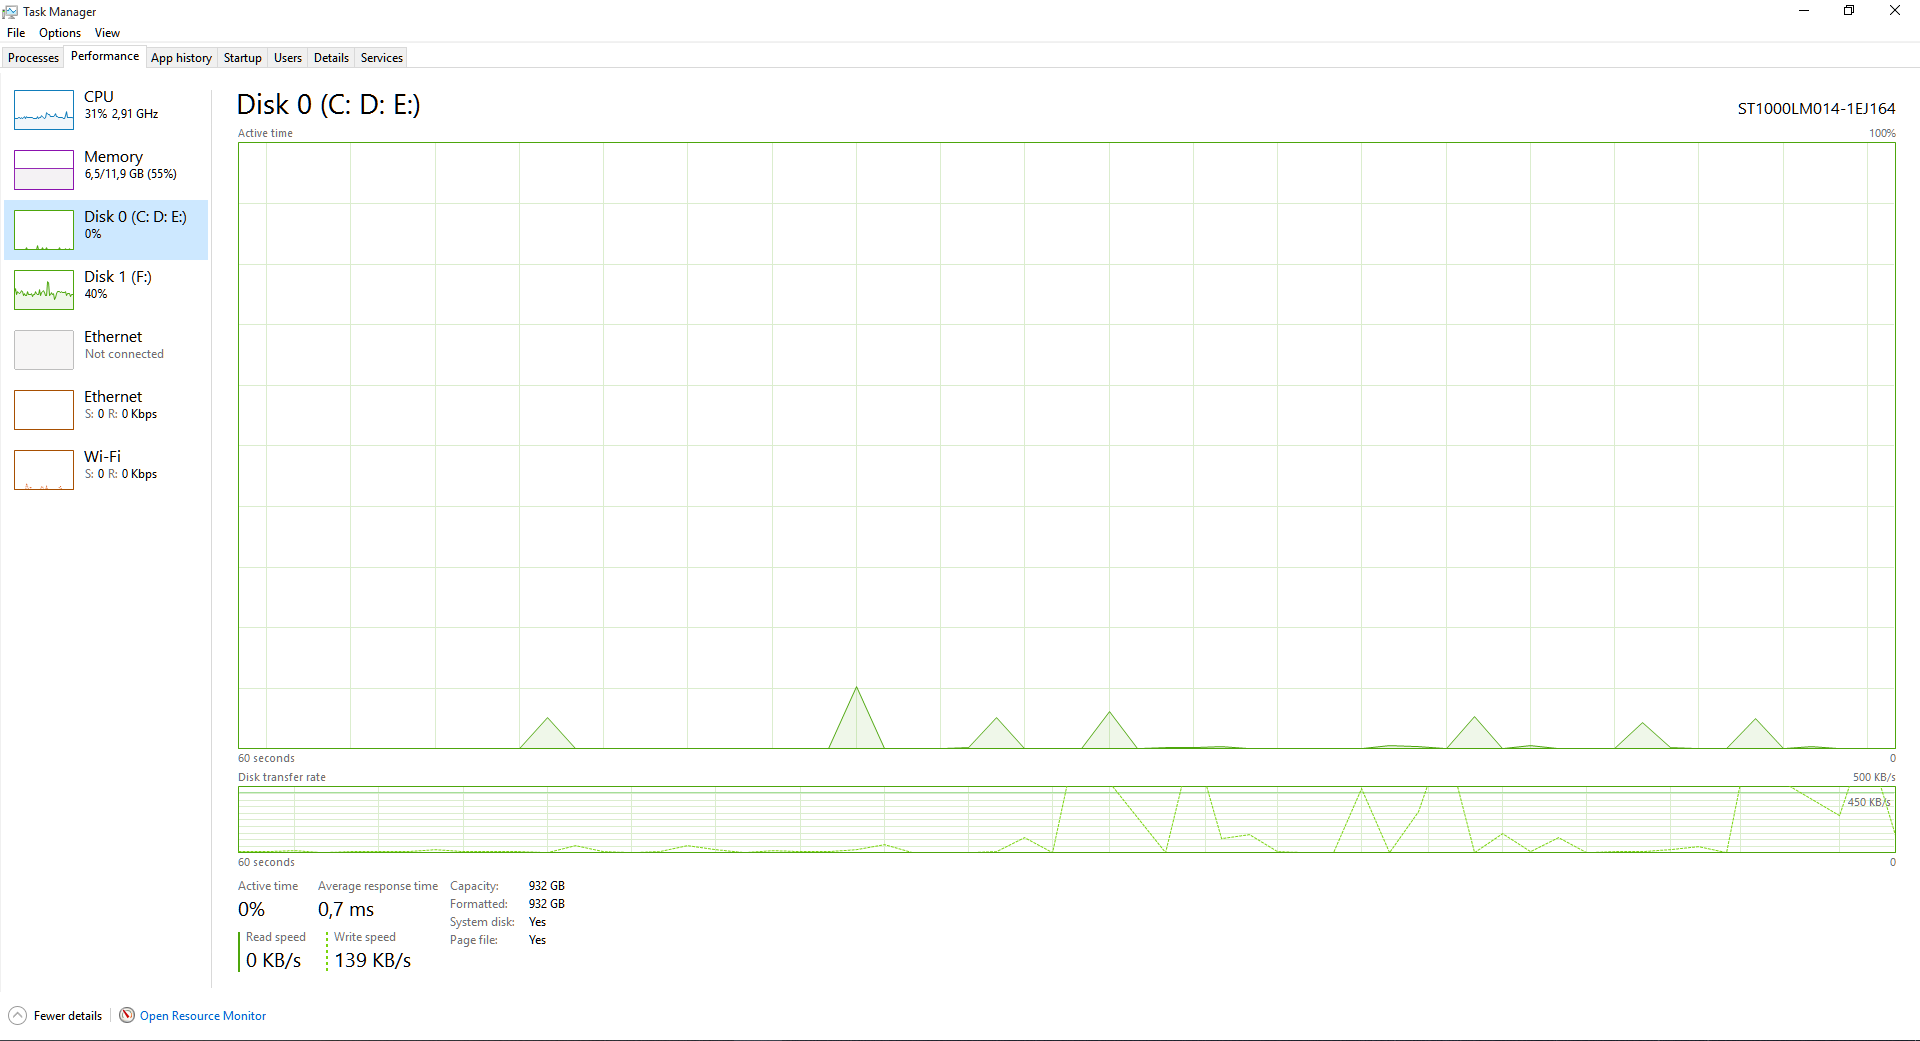 Task Manager
File Options View
Processes Performance App history Startup Users Details Services
CPU
31% 2,91 GHz
Memory
6,5/11,9 GB (55%)
Disk 0 (C: D: E:)
0%
Disk 1 (F:)
40%
Ethernet
Not connected
Ethernet
S: 0 R: 0 Kbps
Wi-Fi
S: 0 R: 0 Kbps
Disk 0 (C: D: E:) ST1000LM014-1EJ164
Active time 100%
60 seconds 0
Disk transfer rate 500 KB/s
450 KB/s
60 seconds 0
Active time Average response time
0% 0,7 ms
Read speed Write speed
0 KB/s 139 KB/s
Capacity: 932 GB
Formatted: 932 GB
System disk: Yes
Page file: Yes
Fewer details Open Resource Monitor